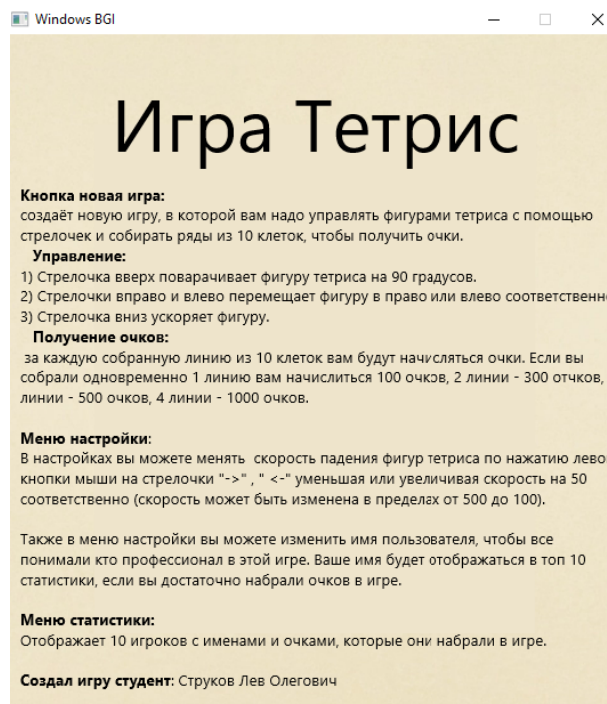 Windows BGI
Игра Тетрис
Кнопка новая игра:
создаёт новую игру, в которой вам надо управлять фигурами тетриса с помощью
стрелочек и собирать ряды из 10 клеток, чтобы получить очки.
Управление:
1) Стрелочка вверх поварачивает фигуру тетриса на 90 градусов.
2) Стрелочки вправо и влево перемещает фигуру в право или влево соответственн
3) Стрелочка вниз ускоряет фигуру.
Получение очков:
за каждую собранную линию из 10 клеток вам будут начисляться очки. Если вы
собрали одновременно 1 линию вам начислиться 100 очков, 2 линии - 300 отчков,
линии - 500 очков, 4 линии - 1000 очков.
Меню настройки:
В настройках вы можете менять скорость падения фигур тетриса по нажатию лево
кнопки мыши на стрелочки "->" , " <-" уменьшая или увеличивая скорость на 50
соответственно (скорость может быть изменена в пределах от 500 до 100).
Также в меню настройки вы можете изменить имя пользователя, чтобы все
понимали кто профессионал в этой игре. Ваше имя будет отображаться в топ 10
статистики, если вы достаточно набрали очков в игре.
Меню статистики:
Отображает 10 игроков с именами и очками, которые они набрали в игре.
Создал игру студент: Струков Лев Олегович